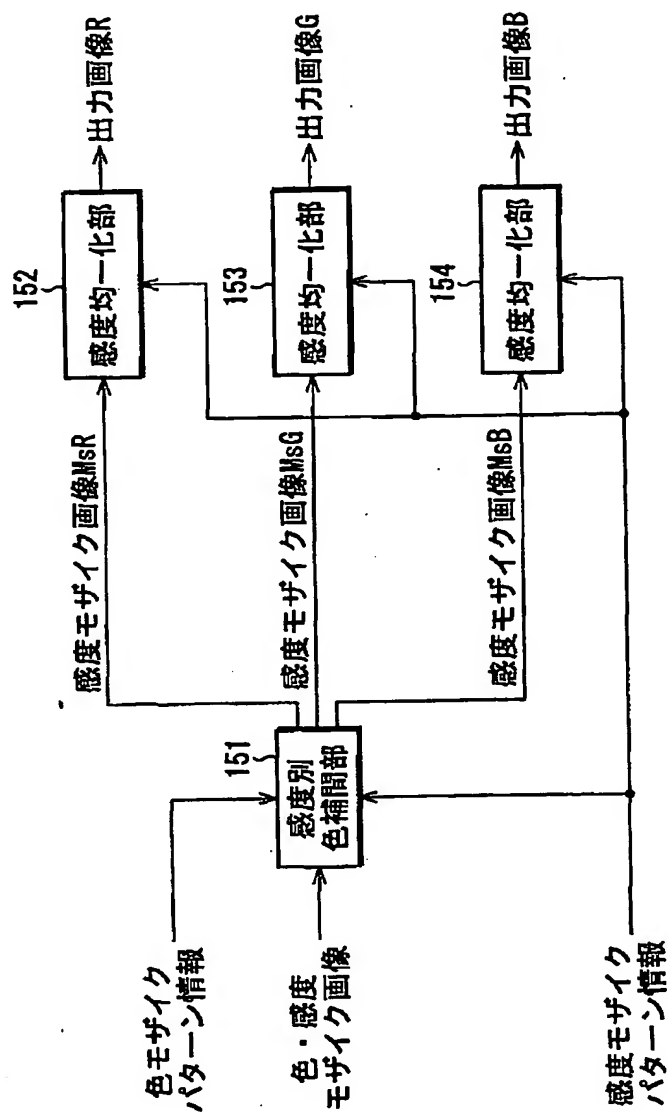 色モザイク
パターン情報
色・感度
モザイク画像
感度モザイク
パターン情報
151
感度別
色補間部
感度モザイク画像MsR
感度モザイク画像MsG
感度モザイク画像MsB
152
感度均一化部
出力画像R
153
感度均一化部
出力画像G
154
感度均一化部
出力画像B